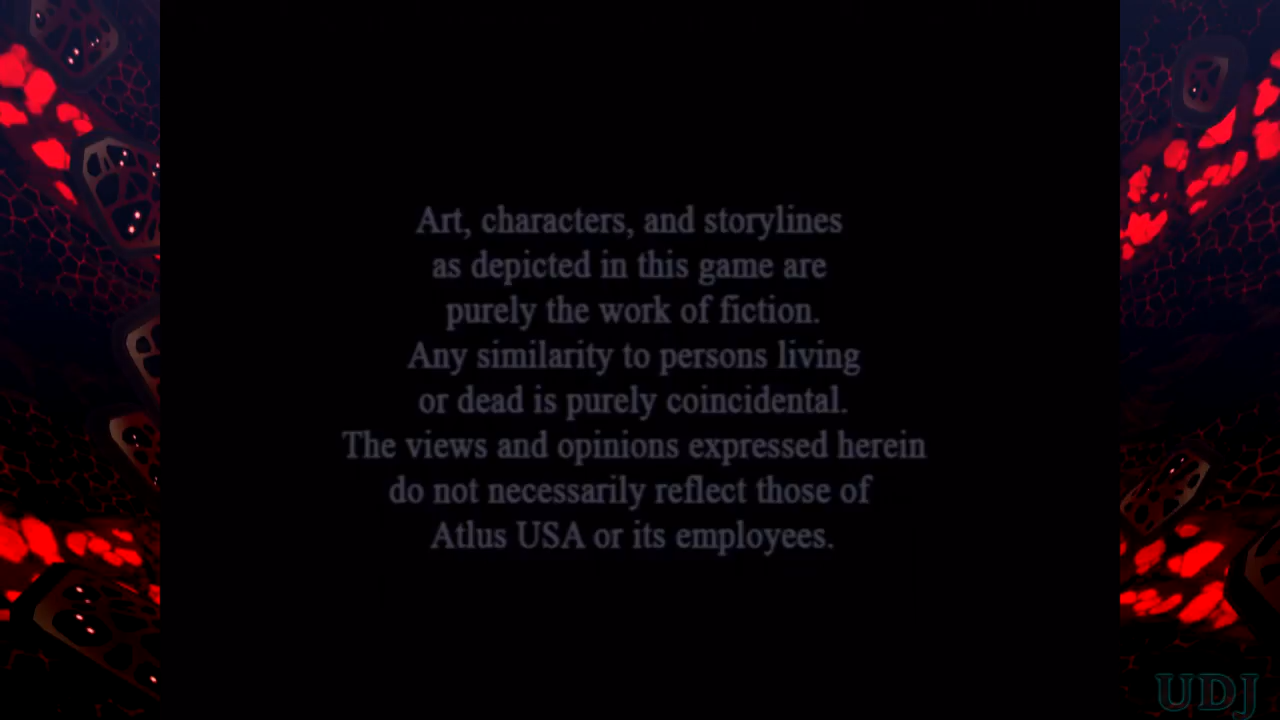 Art, characters, and storylines
as depicted in this game are
purely the work of fiction.
Any similarity to persons living
or dead is purely coincidental.
The views and opinions expressed herein
do not necessarily reflect those of
Atlus USA or its employees.
UDJ